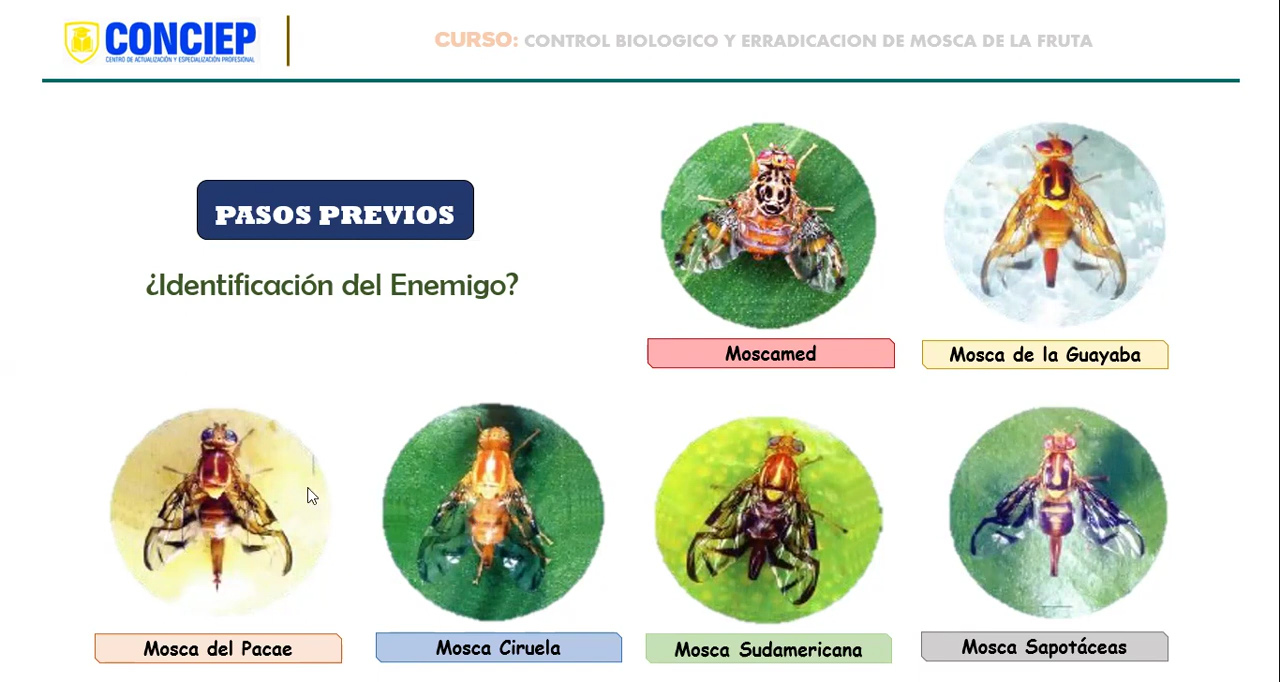 CONCIEP
CENTRO DE ACTUALIZACIÓN Y ESPECIALIZACIÓN PROFESIONAL
CURSO: CONTROL BIOLOGICO Y ERRADICACION DE MOSCA DE LA FRUTA
PASOS PREVIOS
¿Identificación del Enemigo?
Moscamed
Mosca de la Guayaba
Mosca del Pacae
Mosca Ciruela
Mosca Sudamericana
Mosca Sapotáceas